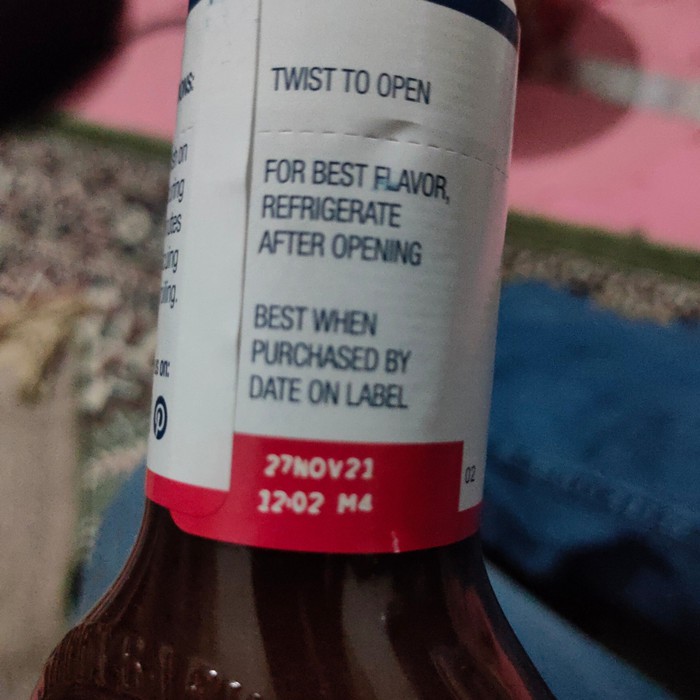 TWIST TO OPEN
FOR BEST FLAVOR,
REFRIGERATE
AFTER OPENING
BEST WHEN
PURCHASED BY
DATE ON LABEL
27NOV21
12:02 M4
02